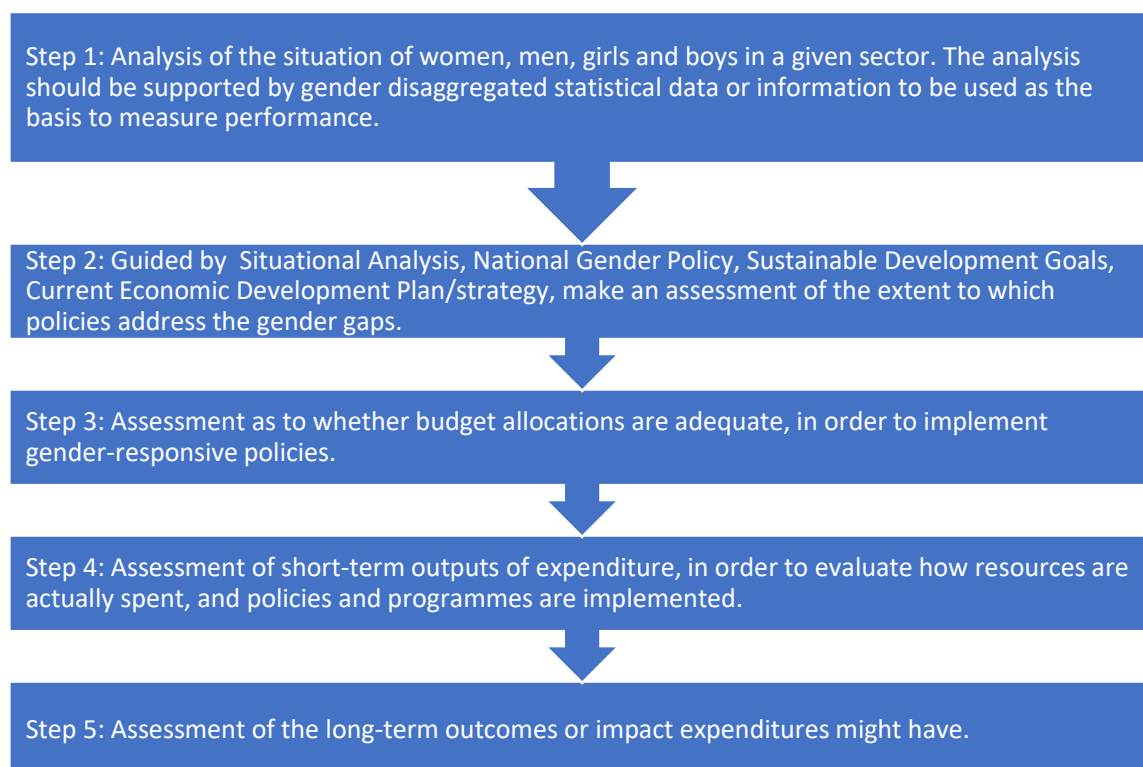 Step 1: Analysis of the situation of women, men, girls and boys in a given sector. The analysis
should be supported by gender disaggregated statistical data or information to be used as the
basis to measure performance.
Step 2: Guided by  Situational Analysis, National Gender Policy, Sustainable Development Goals,
Current Economic Development Plan/strategy, make an assessment of the extent to which
policies address the gender gaps.
Step 3: Assessment as to whether budget allocations are adequate, in order to implement
gender-responsive policies.
Step 4: Assessment of short-term outputs of expenditure, in order to evaluate how resources are
actually spent, and policies and programmes are implemented.
Step 5: Assessment of the long-term outcomes or impact expenditures might have.